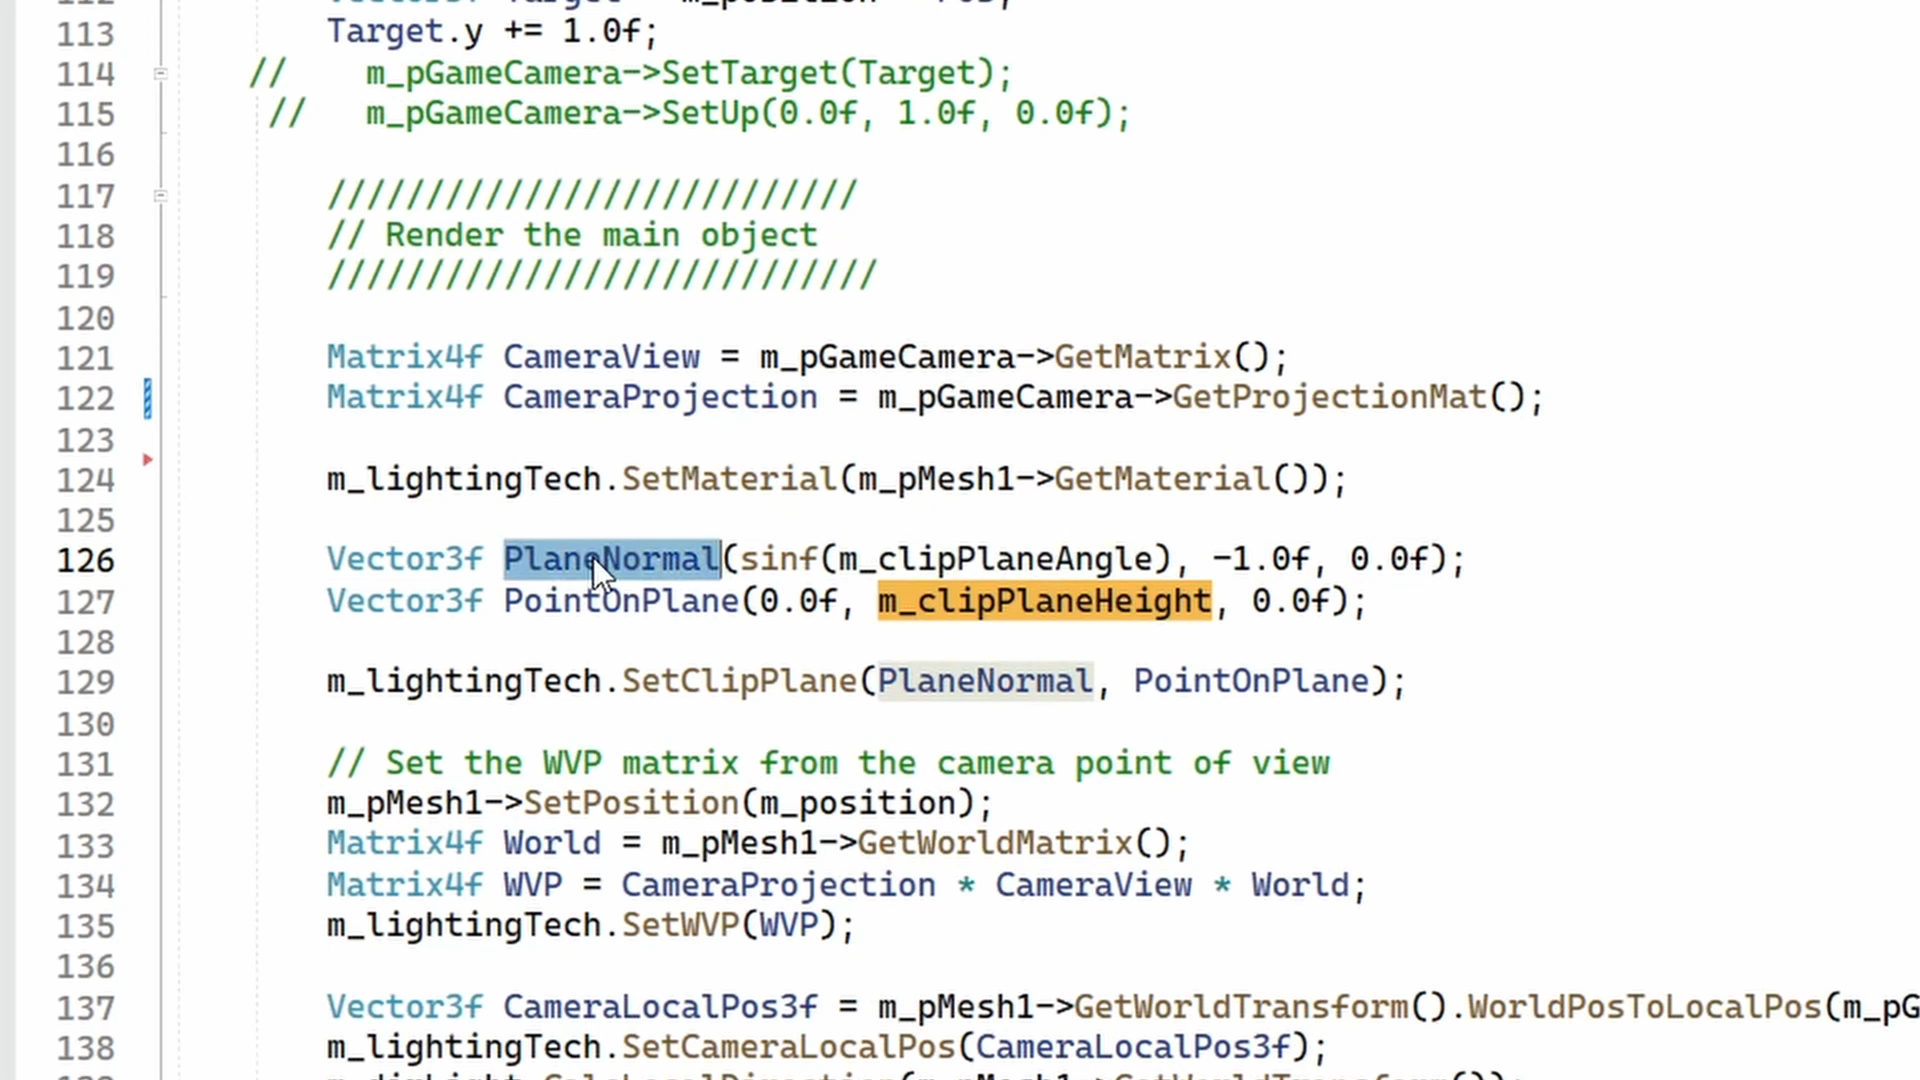 113 Target.y += 1.0f;
114 // m_pGameCamera->SetTarget(Target);
115 // m_pGameCamera->SetUp(0.0f, 1.0f, 0.0f);
116
117 ///////////////////////////
118 // Render the main object
119 ////////////////////////////
120
121 Matrix4f CameraView = m_pGameCamera->GetMatrix();
122 Matrix4f CameraProjection = m_pGameCamera->GetProjectionMat();
123
124 m_lightingTech.SetMaterial(m_pMesh1->GetMaterial());
125
126 Vector3f PlaneNormal(sinf(m_clipPlaneAngle), -1.0f, 0.0f);
127 Vector3f PointOnPlane(0.0f, m_clipPlaneHeight, 0.0f);
128
129 m_lightingTech.SetClipPlane(PlaneNormal, PointOnPlane);
130
131 // Set the WVP matrix from the camera point of view
132 m_pMesh1->SetPosition(m_position);
133 Matrix4f World = m_pMesh1->GetWorldMatrix();
134 Matrix4f WVP = CameraProjection * CameraView * World;
135 m_lightingTech.SetWVP(WVP);
136
137 Vector3f CameraLocalPos3f = m_pMesh1->GetWorldTransform().WorldPosToLocalPos(m_pG
138 m_lightingTech.SetCameraLocalPos(CameraLocalPos3f);